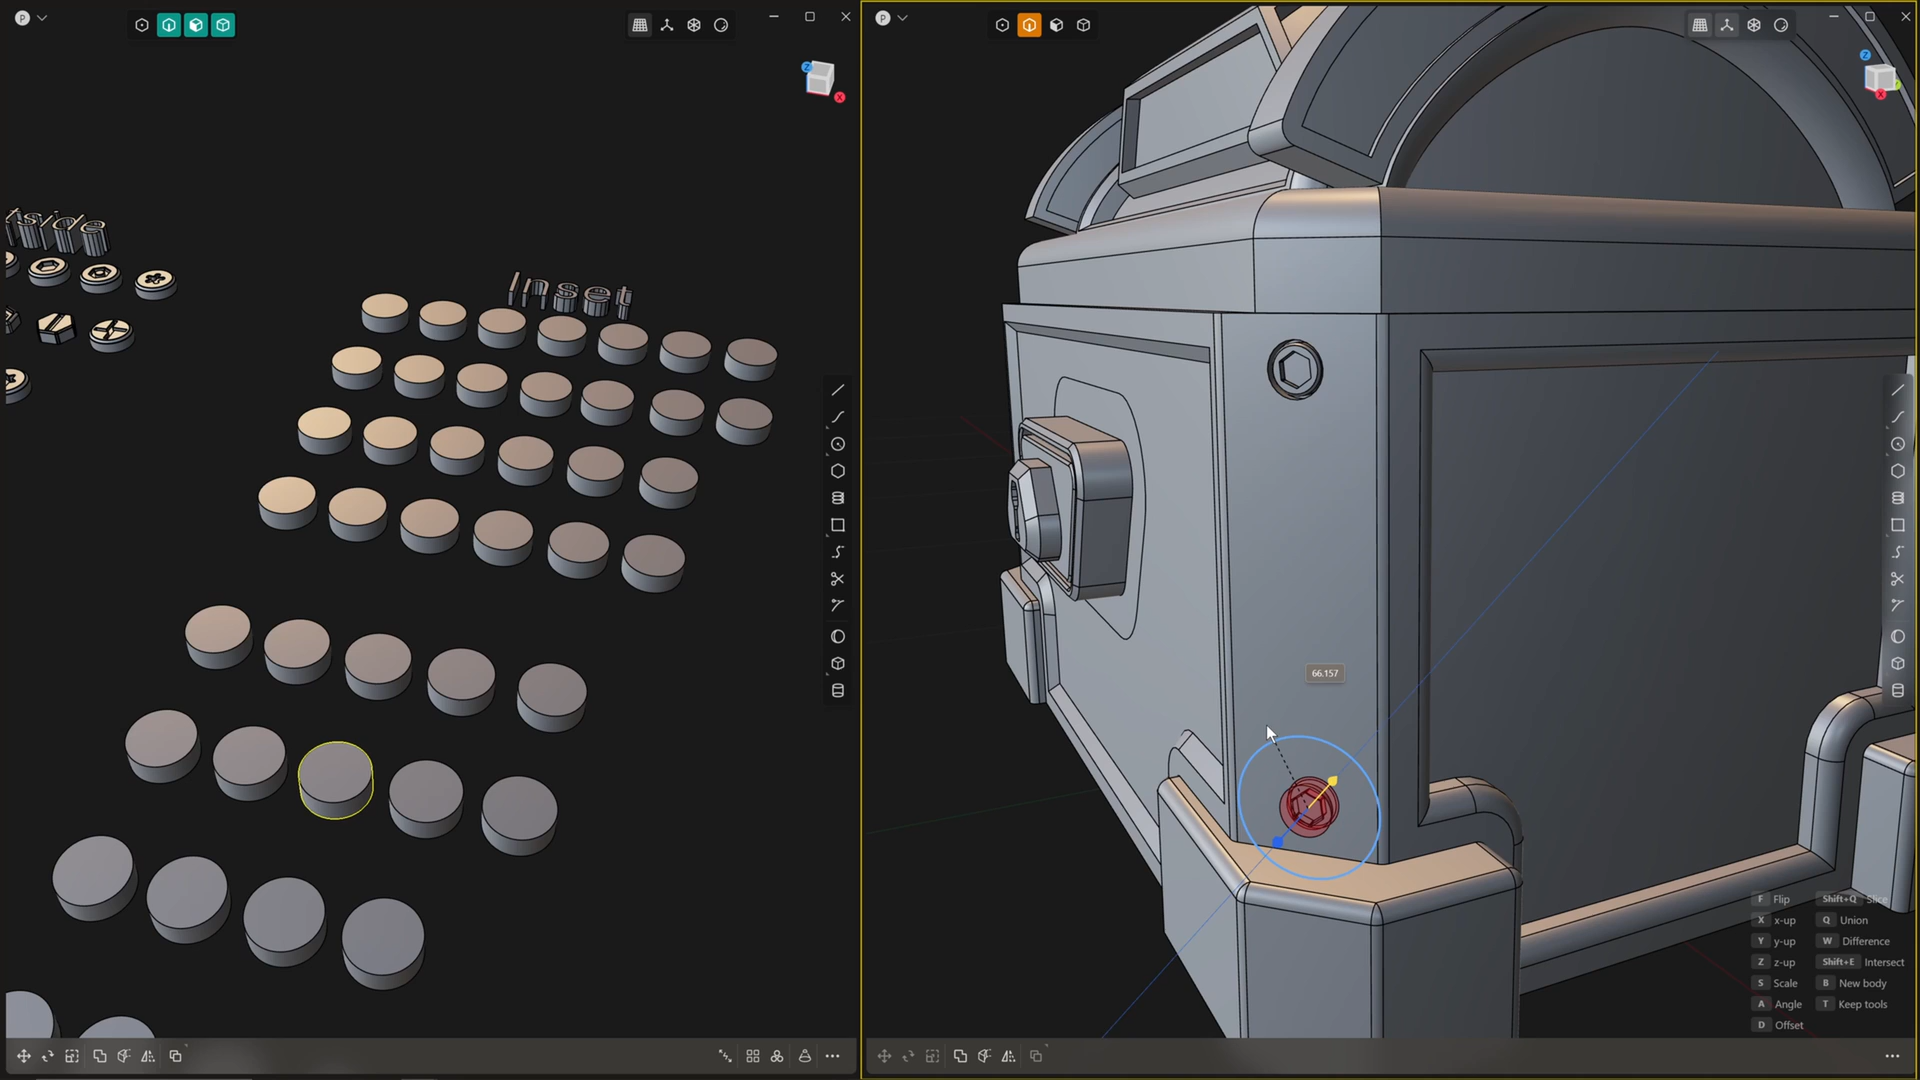 P
Z
X
Inset
P
Z
X
66.157
F Flip
Shift+Q Slice
X x-up
Q Union
Y y-up
W Difference
Z z-up
Shift+E Intersect
S Scale
B New body
A Angle
T Keep tools
D Offset